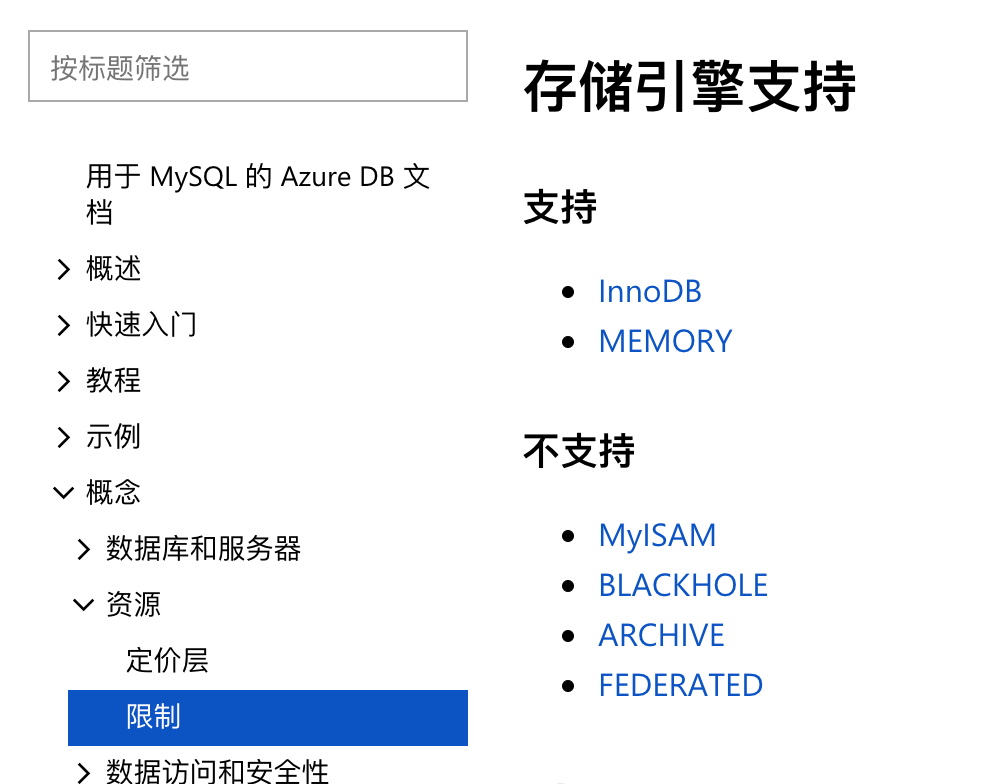 按标题筛选
用于 MySQL 的 Azure DB 文
档
概述
快速入门
教程
示例
概念
数据库和服务器
资源
定价层
限制
数据访问和安全性
存储引擎支持
支持
InnoDB
MEMORY
不支持
MyISAM
BLACKHOLE
ARCHIVE
FEDERATED